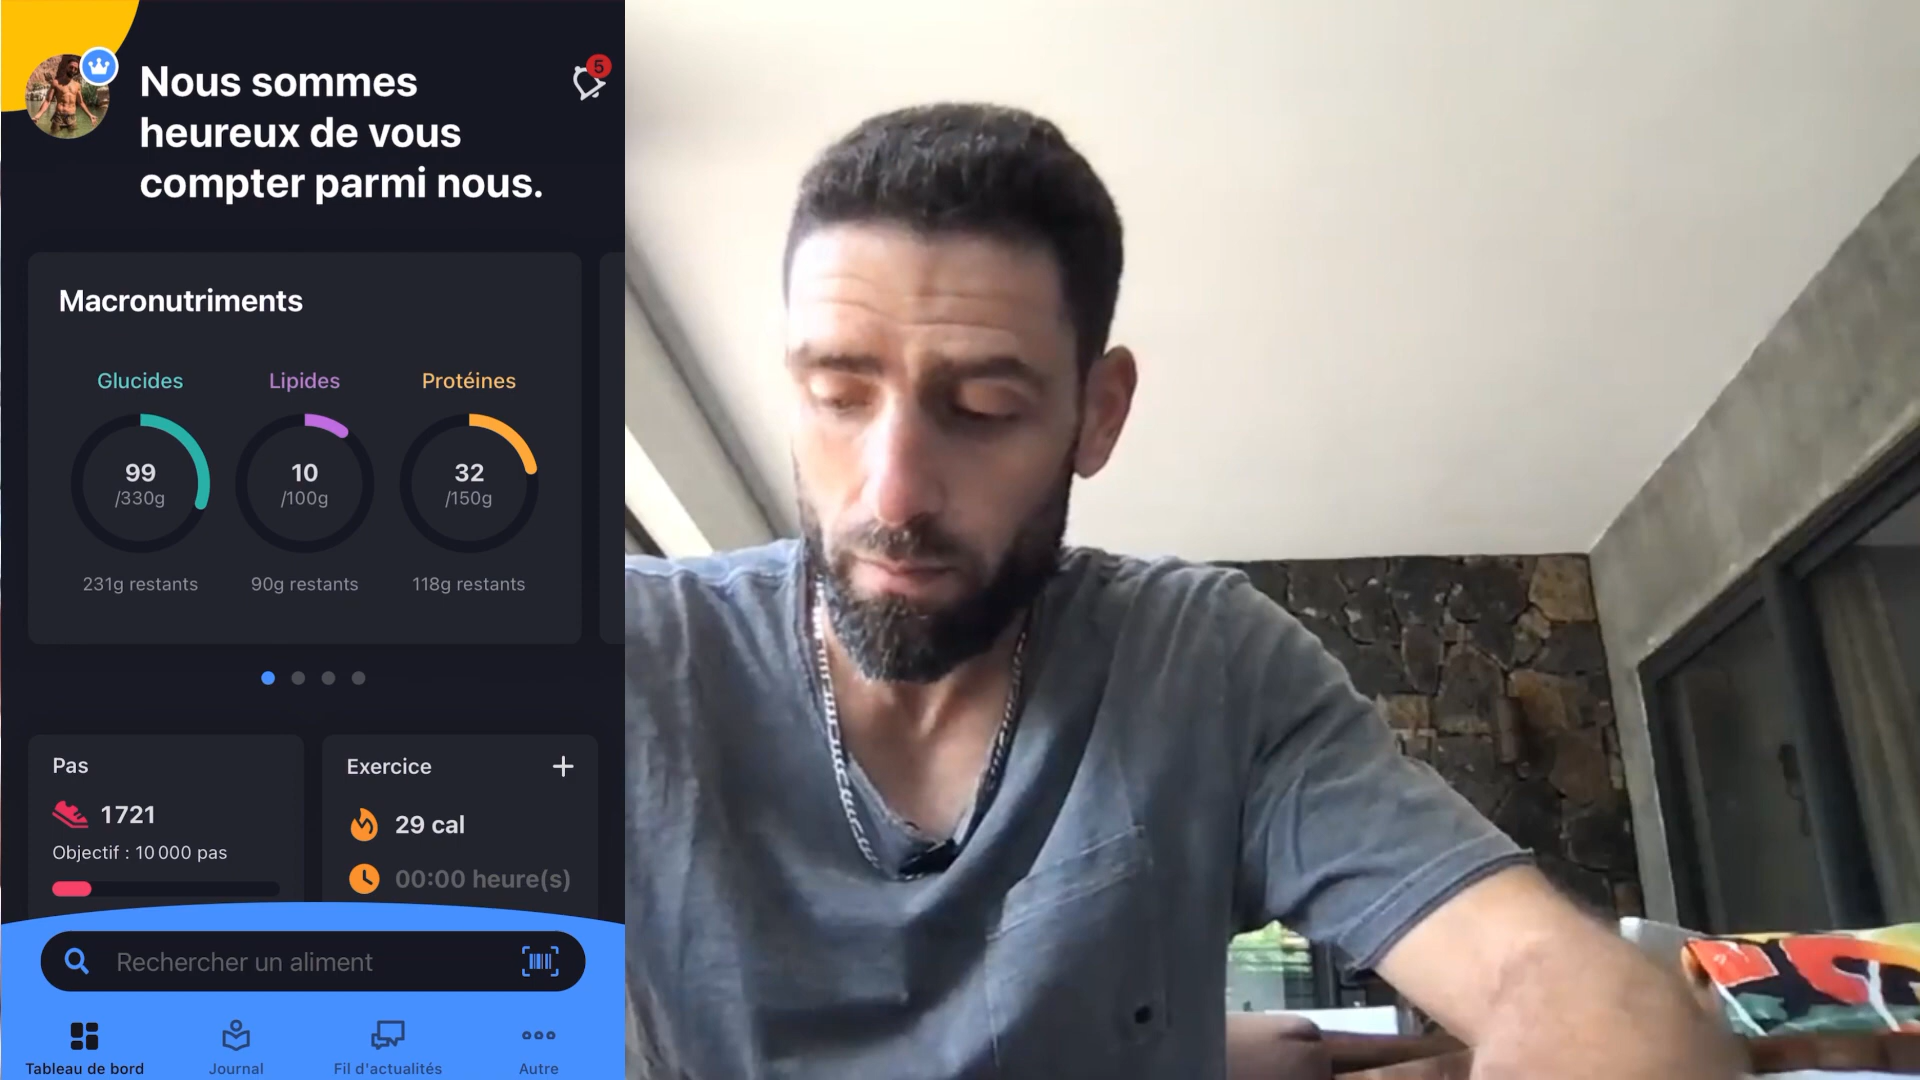 Nous sommes
heureux de vous
compter parmi nous.
5
Macronutriments
Glucides
Lipides
Protéines
99
/330g
10
/100g
32
/150g
231g restants
90g restants
118g restants
Pas
1721
Objectif : 10 000 pas
Exercice
29 cal
00:00 heure(s)
Rechercher un aliment
Tableau de bord
Journal
Fil d'actualités
Autre